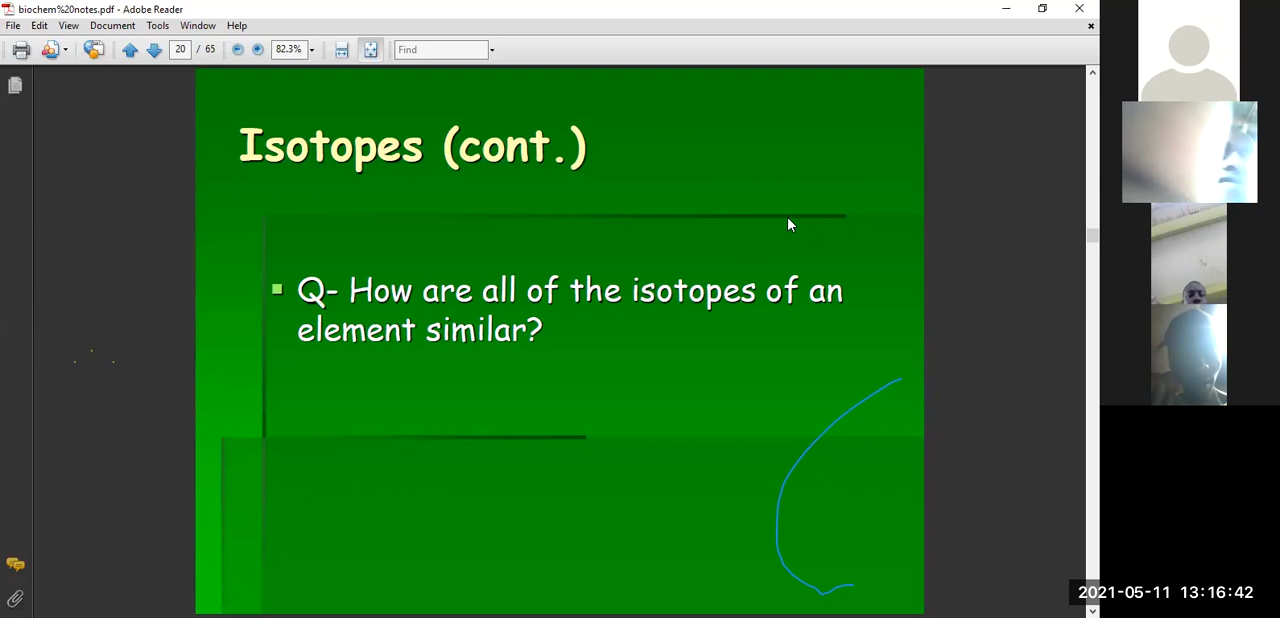 biochem%20notes.pdf - Adobe Reader
File Edit View Document Tools Window Help
20 / 65 82.3% Find
Isotopes (cont.)
Q- How are all of the isotopes of an
element similar?
2021-05-11 13:16:42